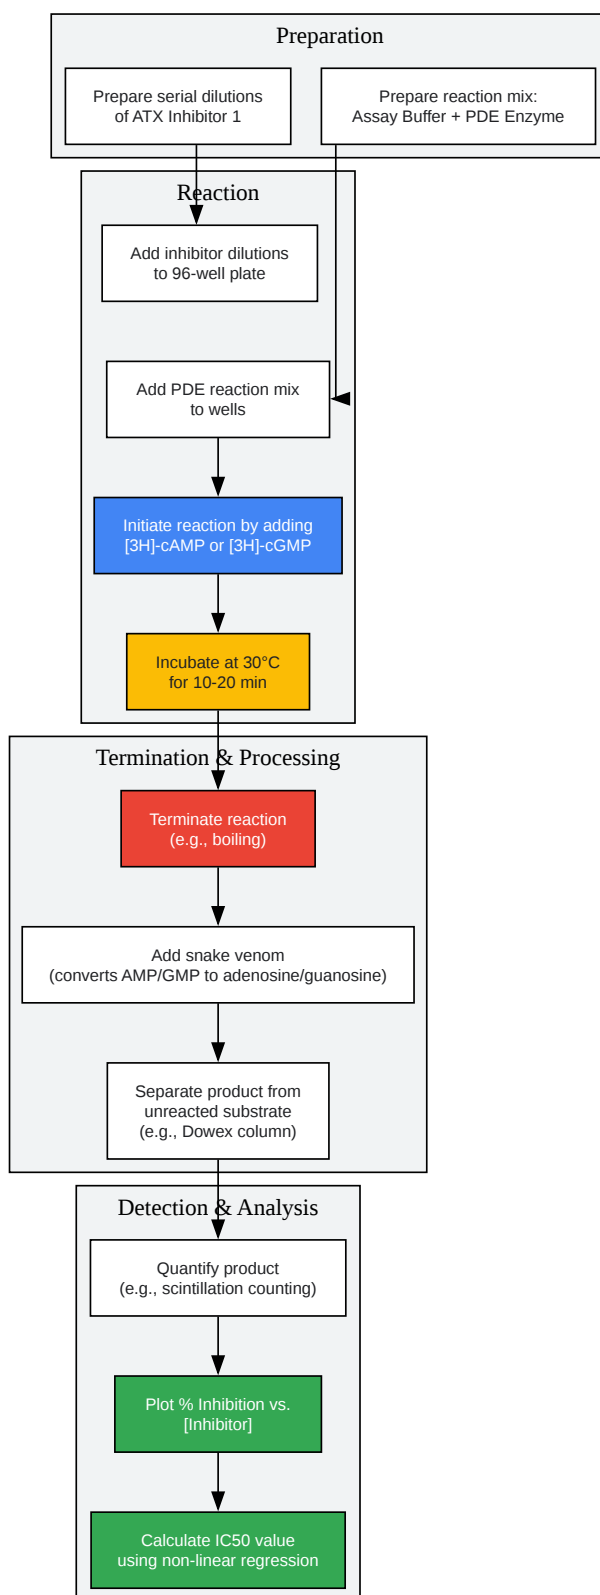 Preparation
Prepare serial dilutions
of ATX Inhibitor 1
Prepare reaction mix:
Assay Buffer + PDE Enzyme
Reaction
Add inhibitor dilutions
to 96-well plate
Add PDE reaction mix
to wells
Initiate reaction by adding
[3H]-cAMP or [3H]-cGMP
Incubate at 30°C
for 10-20 min
Termination & Processing
Terminate reaction
(e.g., boiling)
Add snake venom
(converts AMP/GMP to adenosine/guanosine)
Separate product from
unreacted substrate
(e.g., Dowex column)
Detection & Analysis
Quantify product
(e.g., scintillation counting)
Plot % Inhibition vs.
[Inhibitor]
Calculate IC50 value
using non-linear regression